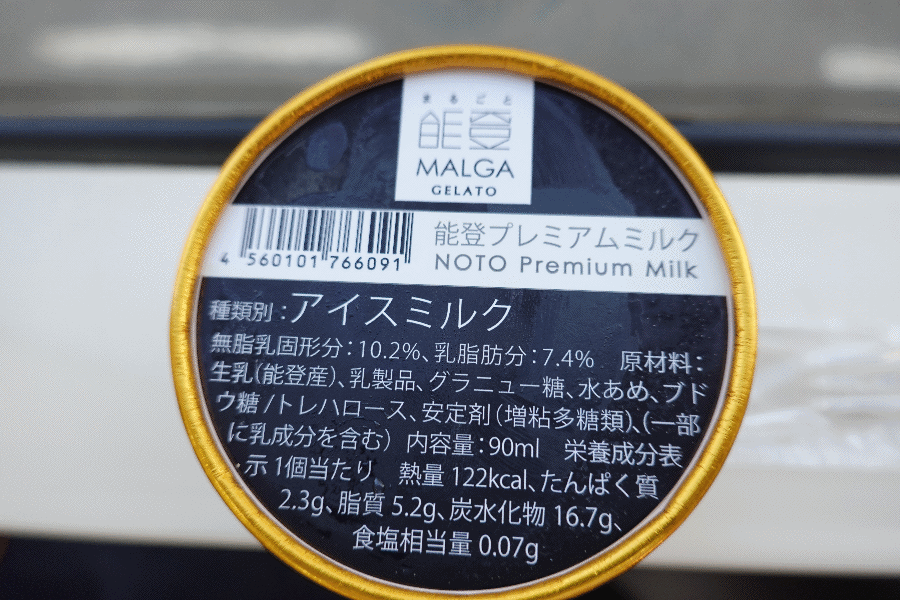 まるごと
能登
MALGA
GELATO
4 560101 766091
能登プレミアムミルク
NOTO Premium Milk
種類別：アイスミルク
無脂乳固形分：10.2%、乳脂肪分：7.4%　原材料：
生乳（能登産）、乳製品、グラニュー糖、水あめ、ブド
ウ糖 /トレハロース、安定剤（増粘多糖類）、（一部
に乳成分を含む）内容量：90ml　栄養成分表
示 1個当たり　熱量 122kcal、たんぱく質
2.3g、脂質 5.2g、炭水化物 16.7g、
食塩相当量 0.07g